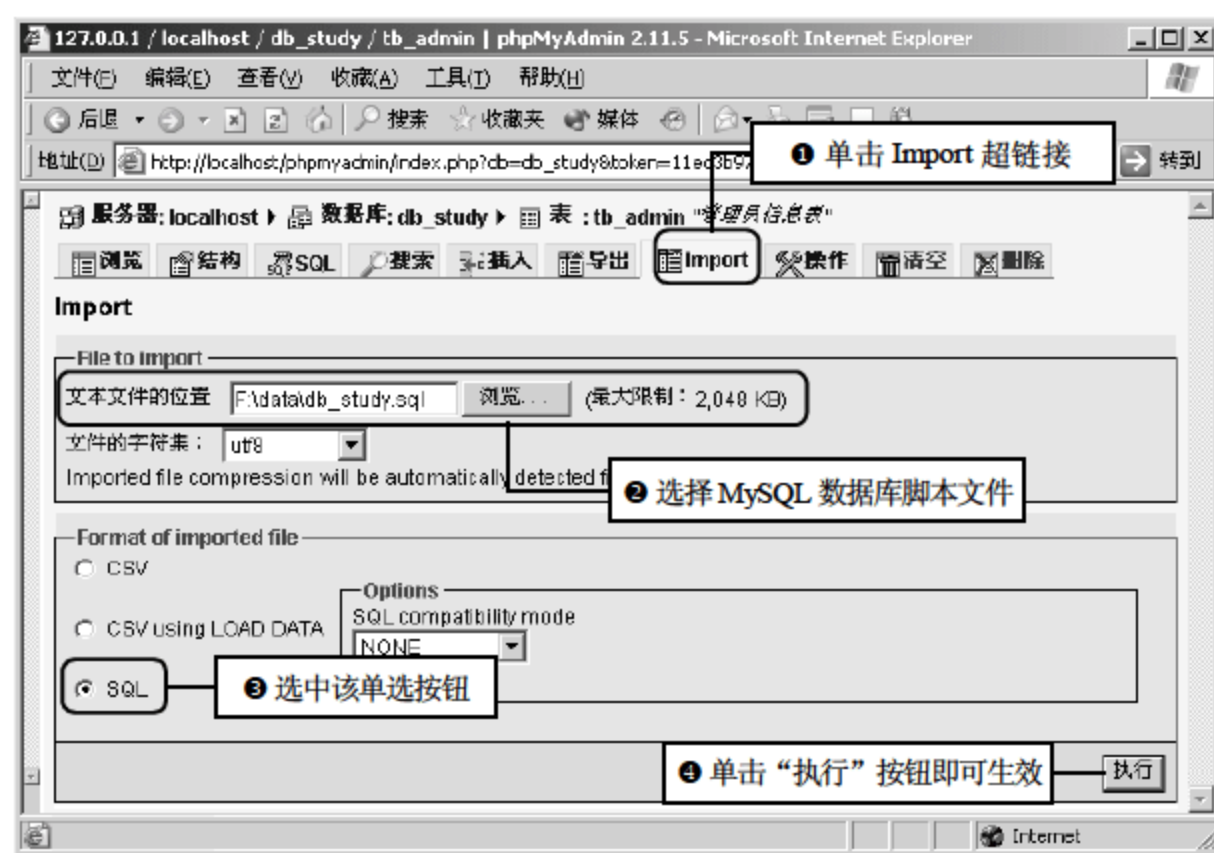 127.0.0.1 / localhost / db_study / tb_admin | phpMyAdmin 2.11.5 - Microsoft Internet Explorer
文件(F) 编辑(E) 查看(V) 收藏(A) 工具(T) 帮助(H)
后退 搜索 收藏夹 媒体
地址(D) http://localhost/phpmyadmin/index.php?db=db_study&token=11ed3b97 转到
❶ 单击 Import 超链接
服务器: localhost 数据库: db_study 表 : tb_admin "管理员信息表"
浏览 结构 SQL 搜索 插入 导出 Import 操作 清空 删除
Import
File to import
文本文件的位置 F:\data\db_study.sql 浏览... (最大限制：2,048 KB)
文件的字符集： utf8
Imported file compression will be automatically detected
❷ 选择 MySQL 数据库脚本文件
Format of imported file
CSV
Options
CSV using LOAD DATA SQL compatibility mode
NONE
SQL
❸ 选中该单选按钮
❹ 单击“执行”按钮即可生效
执行
Internet